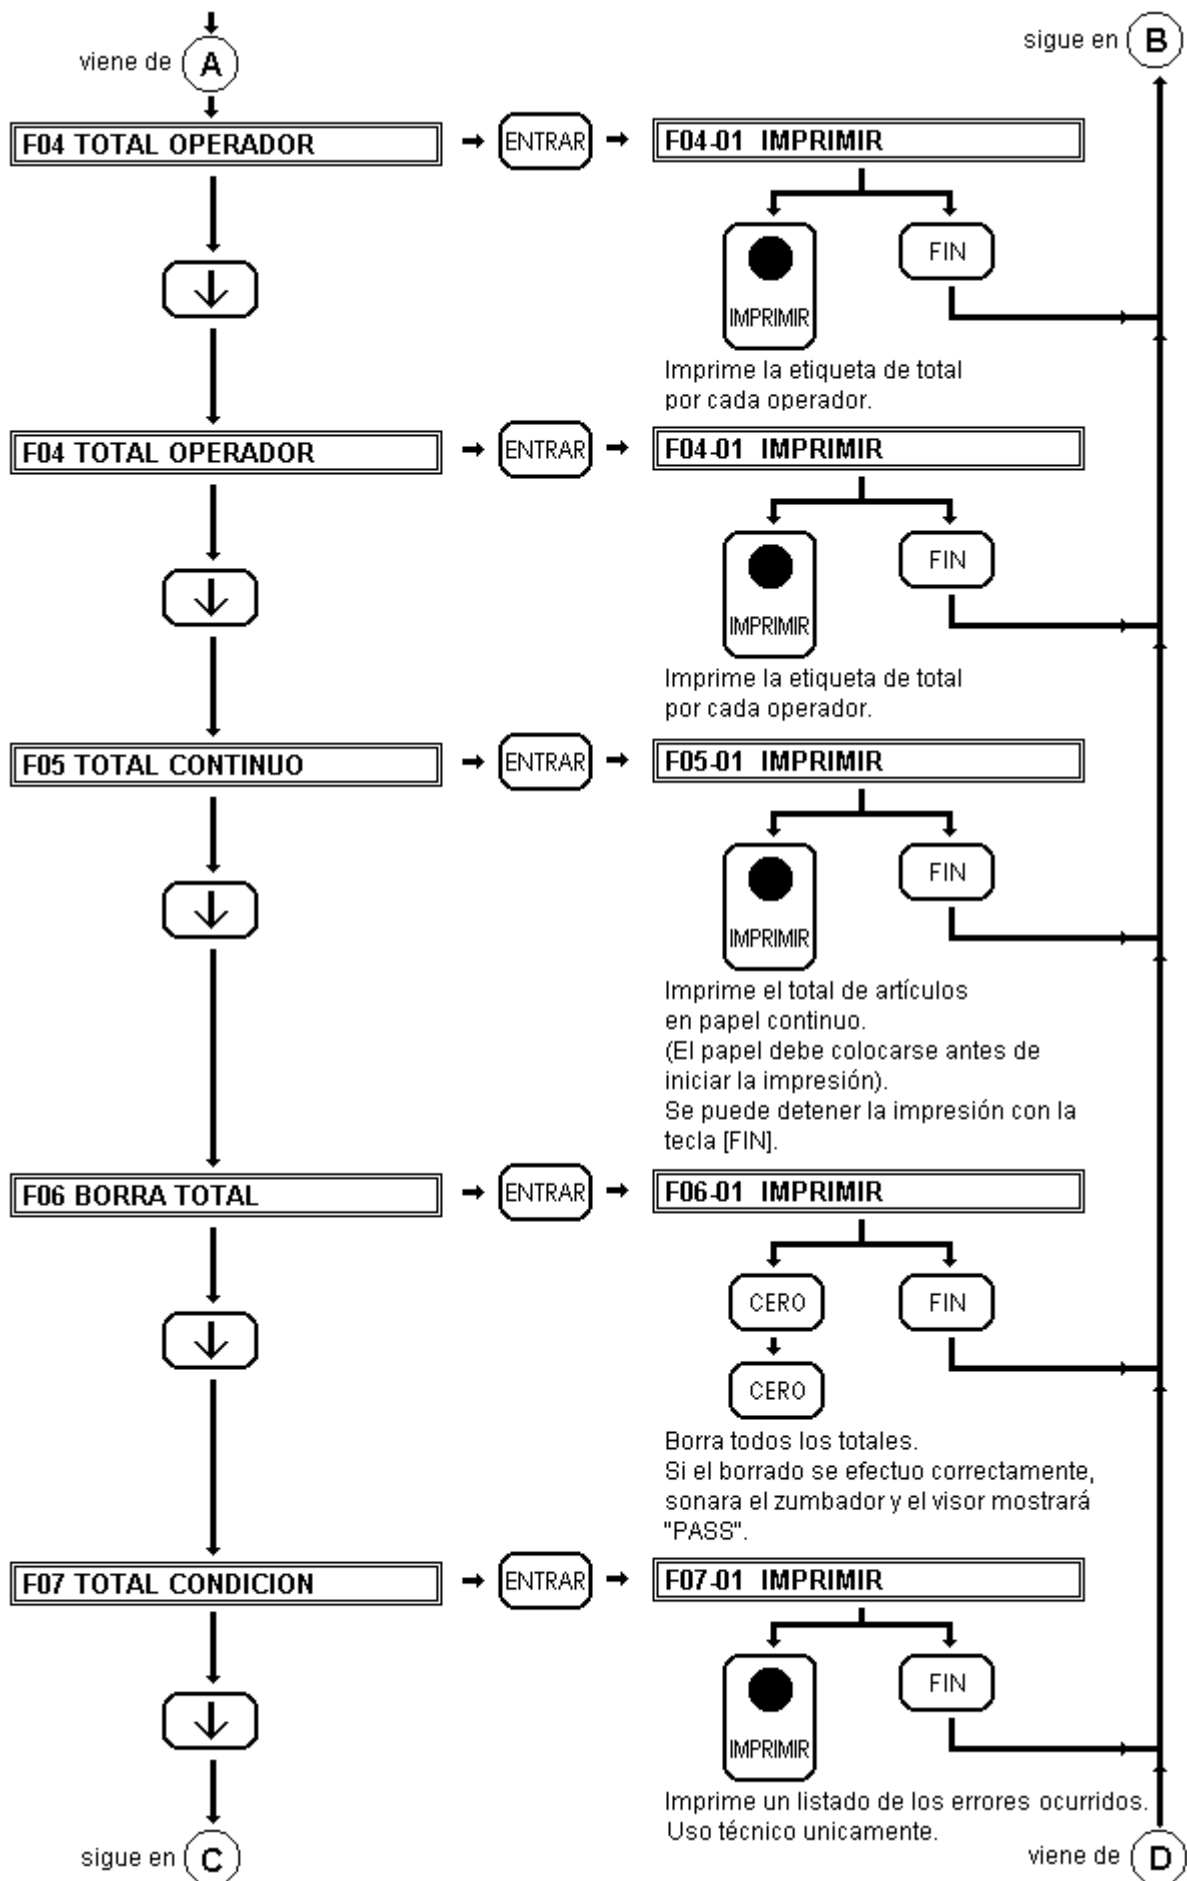 viene de A
sigue en B
F04 TOTAL OPERADOR
ENTRAR
F04-01 IMPRIMIR
IMPRIMIR
FIN
Imprime la etiqueta de total
por cada operador.
F04 TOTAL OPERADOR
ENTRAR
F04-01 IMPRIMIR
IMPRIMIR
FIN
Imprime la etiqueta de total
por cada operador.
F05 TOTAL CONTINUO
ENTRAR
F05-01 IMPRIMIR
IMPRIMIR
FIN
Imprime el total de artículos
en papel continuo.
(El papel debe colocarse antes de
iniciar la impresión).
Se puede detener la impresión con la
tecla [FIN].
F06 BORRA TOTAL
ENTRAR
F06-01 IMPRIMIR
CERO
FIN
CERO
Borra todos los totales.
Si el borrado se efectuo correctamente,
sonara el zumbador y el visor mostrará
"PASS".
F07 TOTAL CONDICION
ENTRAR
F07-01 IMPRIMIR
IMPRIMIR
FIN
Imprime un listado de los errores ocurridos.
Uso técnico unicamente.
sigue en C
viene de D